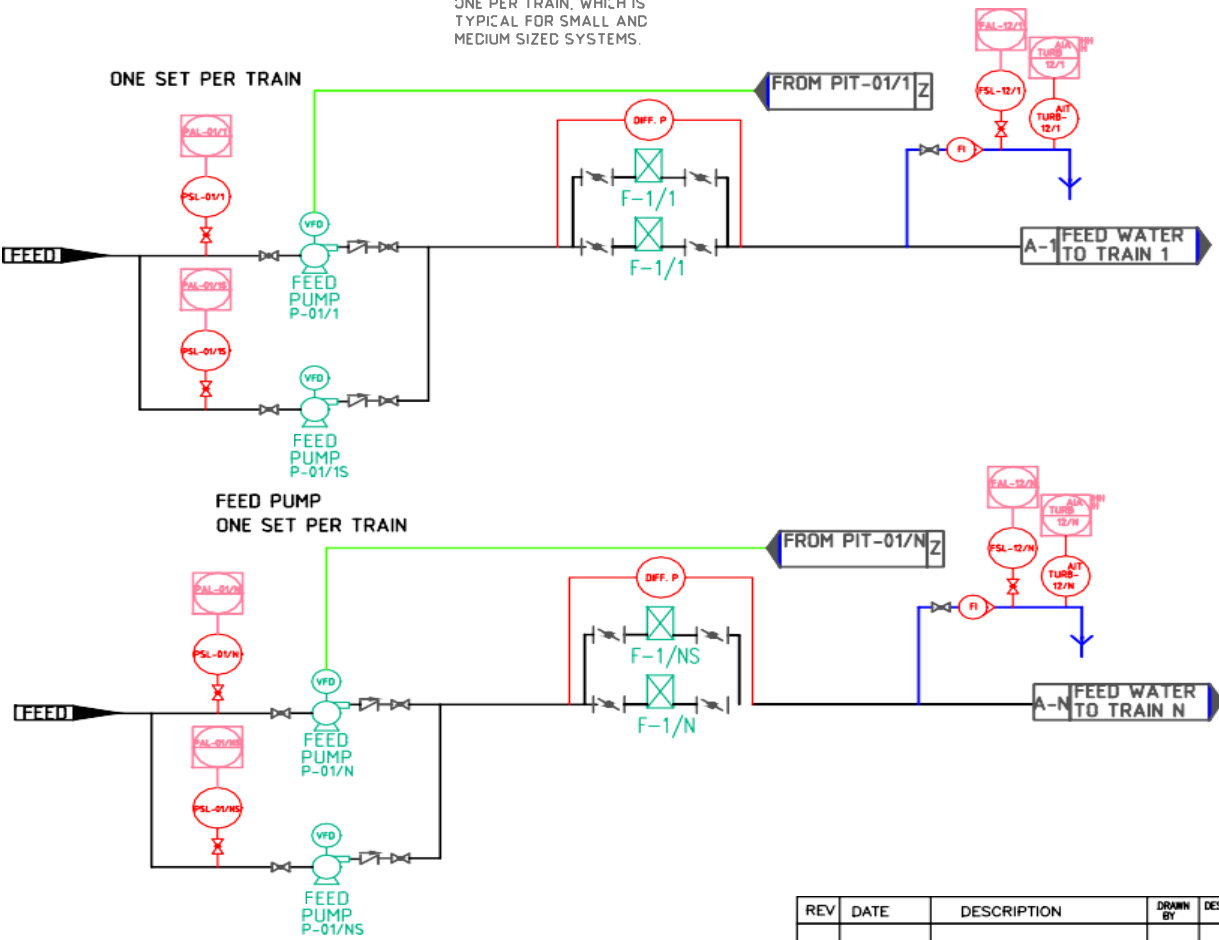 ONE PER TRAIN, WHICH IS
TYPICAL FOR SMALL AND
MEDIUM SIZED SYSTEMS.
ONE SET PER TRAIN
FROM PIT-01/1
Z
FAL-12/1
AIA
HH
H
TURB
12/1
FSL-12/1
AIT
TURB-
12/1
FI
PAL-01/1
PSL-01/1
DIFF. P
F-1/1
F-1/1
VFD
FEED
FEED
PUMP
P-01/1
A-1
FEED WATER
TO TRAIN 1
PAL-01/1S
PSL-01/1S
VFD
FEED
PUMP
P-01/1S
FEED PUMP
ONE SET PER TRAIN
FROM PIT-01/N
Z
FAL-12/N
AIA
HH
H
TURB
12/N
FSL-12/N
AIT
TURB-
12/N
FI
PAL-01/N
PSL-01/N
DIFF. P
F-1/NS
F-1/N
VFD
FEED
FEED
PUMP
P-01/N
A-N
FEED WATER
TO TRAIN N
PAL-01/NS
PSL-01/NS
VFD
FEED
PUMP
P-01/NS
REV
DATE
DESCRIPTION
DRAWN
BY
DES